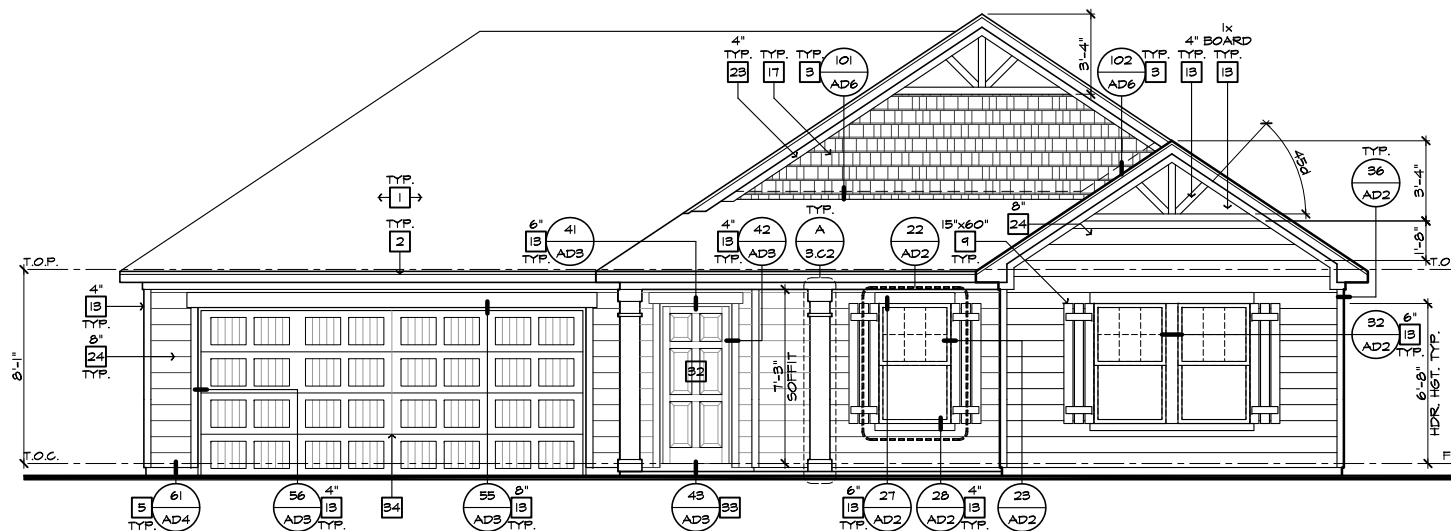 4"
TYP.
23
TYP.
17
TYP.
3
101
AD6
102
AD6
TYP.
3
4"
TYP.
13
1x
BOARD
TYP.
13
3'-4"
45d
TYP.
36
AD2
3'-4"
1'-8"
TYP.
1
TYP.
2
6"
13
TYP.
41
AD3
4"
13
TYP.
42
AD3
TYP.
A
3.C2
22
AD2
15"x60"
9
8"
24
T.O.P.
T.O
4"
13
TYP.
8"
24
TYP.
8'-1"
32
7'-3"
SOFFIT
32
AD2
6"
13
TYP.
6'-8"
HDR. HGT. TYP.
T.O.C.
F
5
TYP.
61
AD4
56
AD3
4"
13
TYP.
34
55
AD3
8"
13
TYP.
43
AD3
33
6"
13
TYP.
27
AD2
28
AD2
4"
13
TYP.
23
AD2